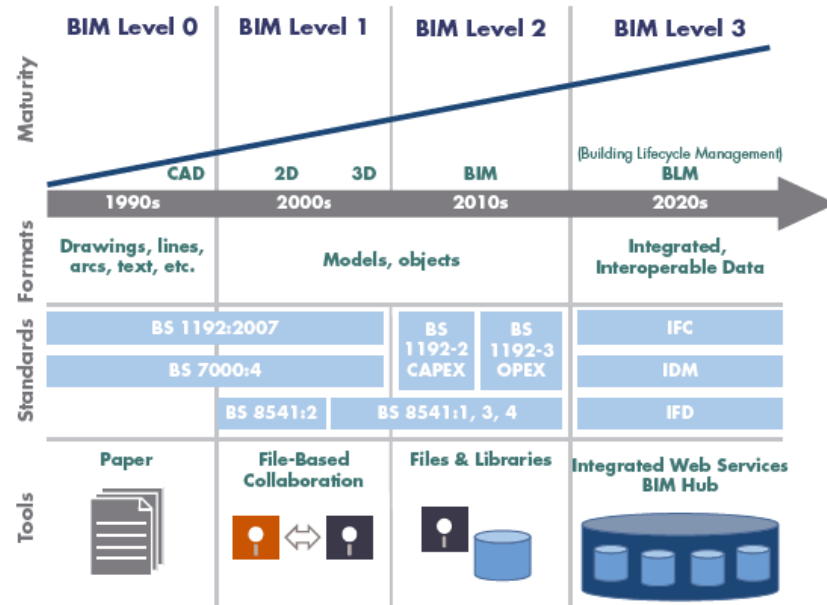 BIM Level 0
BIM Level 1
BIM Level 2
BIM Level 3
Maturity
(Building Lifecycle Management)
CAD
2D
3D
BIM
BLM
1990s
2000s
2010s
2020s
Formats
Drawings, lines,
arcs, text, etc.
Models, objects
Integrated,
Interoperable Data
Standards
BS 1192:2007
BS
1192-2
CAPEX
BS
1192-3
OPEX
IFC
BS 7000:4
IDM
BS 8541:2
BS 8541:1, 3, 4
IFD
Tools
Paper
File-Based
Collaboration
Files & Libraries
Integrated Web Services
BIM Hub